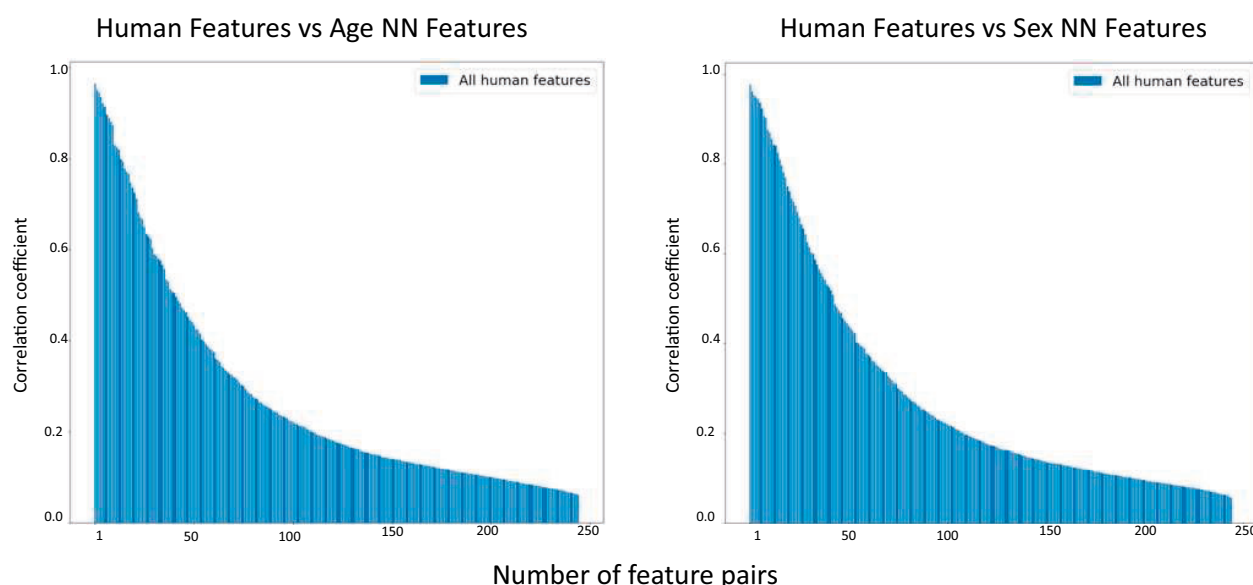 Human Features vs Age NN Features
1.0
All human features
0.8
0.6
0.4
0.2
0.0
Correlation coefficient
1 50 100 150 200 250
Human Features vs Sex NN Features
1.0
All human features
0.8
0.6
0.4
0.2
0.0
Correlation coefficient
1 50 100 150 200 250
Number of feature pairs